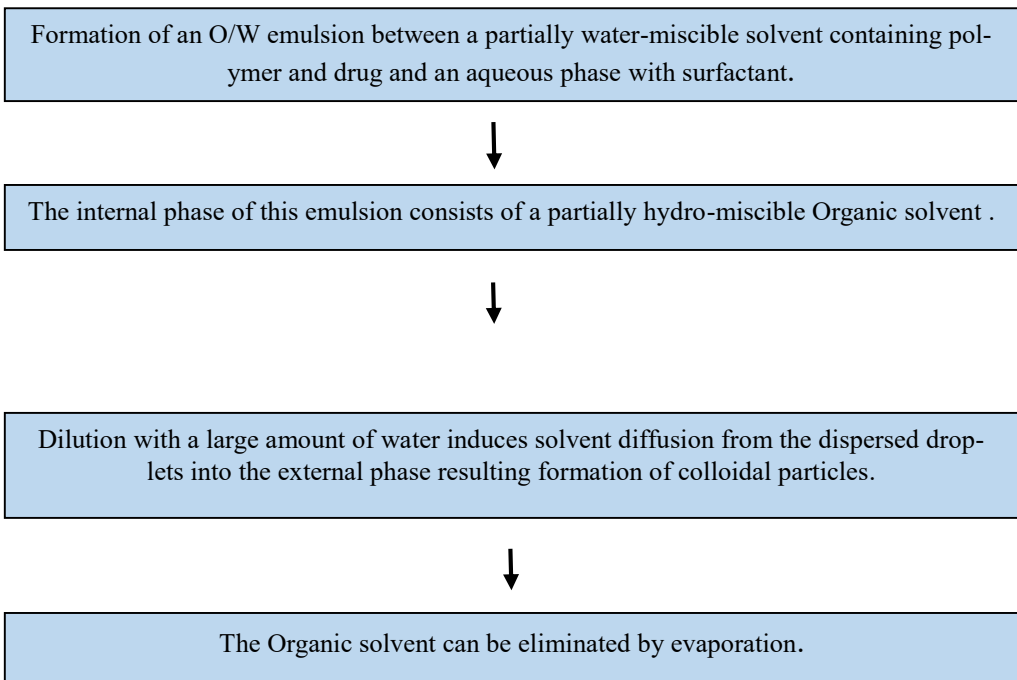 Formation of an O/W emulsion between a partially water-miscible solvent containing pol-
ymer and drug and an aqueous phase with surfactant.
The internal phase of this emulsion consists of a partially hydro-miscible Organic solvent .
Dilution with a large amount of water induces solvent diffusion from the dispersed drop-
lets into the external phase resulting formation of colloidal particles.
The Organic solvent can be eliminated by evaporation.